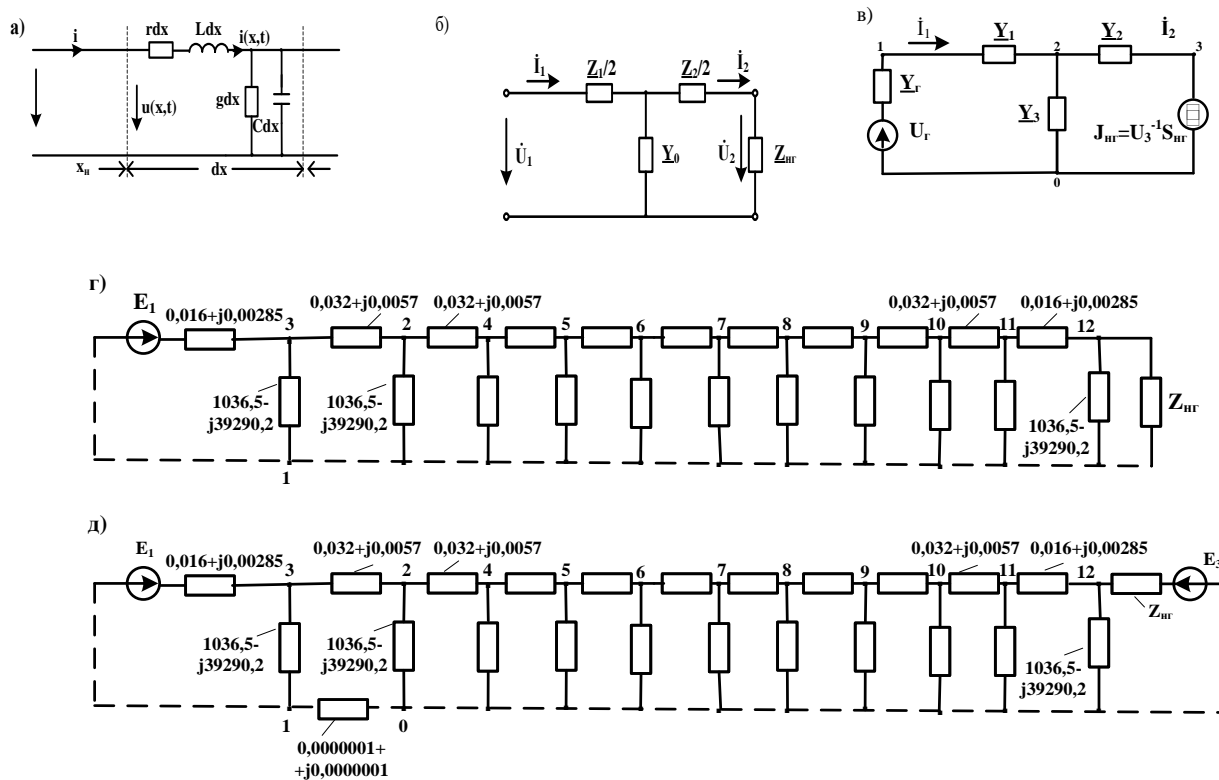 а)
i
rdx
Ldx
i(x,t)
u(x,t)
gdx
Cdx
xн
dx
б)
İ1
Z1/2
Z2/2
İ2
U̇1
Y0
U̇2
Zнг
в)
1
İ1
Y1
2
Y2
İ2
3
Yг
Y3
Uг
Jнг=U3-1Sнг
0
г)
E1
0,016+j0,00285
0,032+j0,0057
0,032+j0,0057
0,032+j0,0057
0,016+j0,00285
3
2
4
5
6
7
8
9
10
11
12
1036,5-
j39290,2
1036,5-
j39290,2
1036,5-
j39290,2
Zнг
1
д)
E1
0,016+j0,00285
0,032+j0,0057
0,032+j0,0057
0,032+j0,0057
0,016+j0,00285
3
2
4
5
6
7
8
9
10
11
12
E3
Zнг
1036,5-
j39290,2
1036,5-
j39290,2
1036,5-
j39290,2
1
0
0,0000001+
+j0,0000001